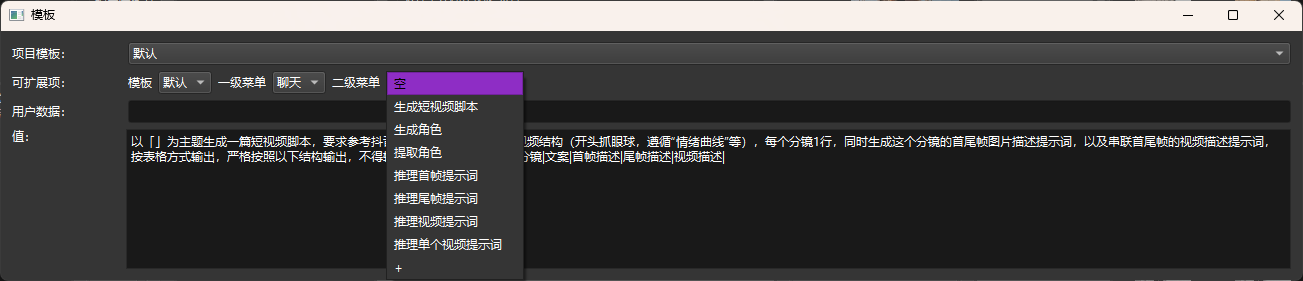 模板
项目模板：
默认
可扩展项：
模板
默认
一级菜单
聊天
二级菜单
空
生成短视频脚本
生成角色
提取角色
推理首帧提示词
推理尾帧提示词
推理视频提示词
推理单个视频提示词
+
用户数据：
值：
以「」为主题生成一篇短视频脚本，要求参考抖 频结构（开头抓眼球，遵循“情绪曲线”等），每个分镜1行，同时生成这个分镜的首尾帧图片描述提示词，以及串联首尾帧的视频描述提示词，
按表格方式输出，严格按照以下结构输出，不得 分镜|文案|首帧描述|尾帧描述|视频描述|